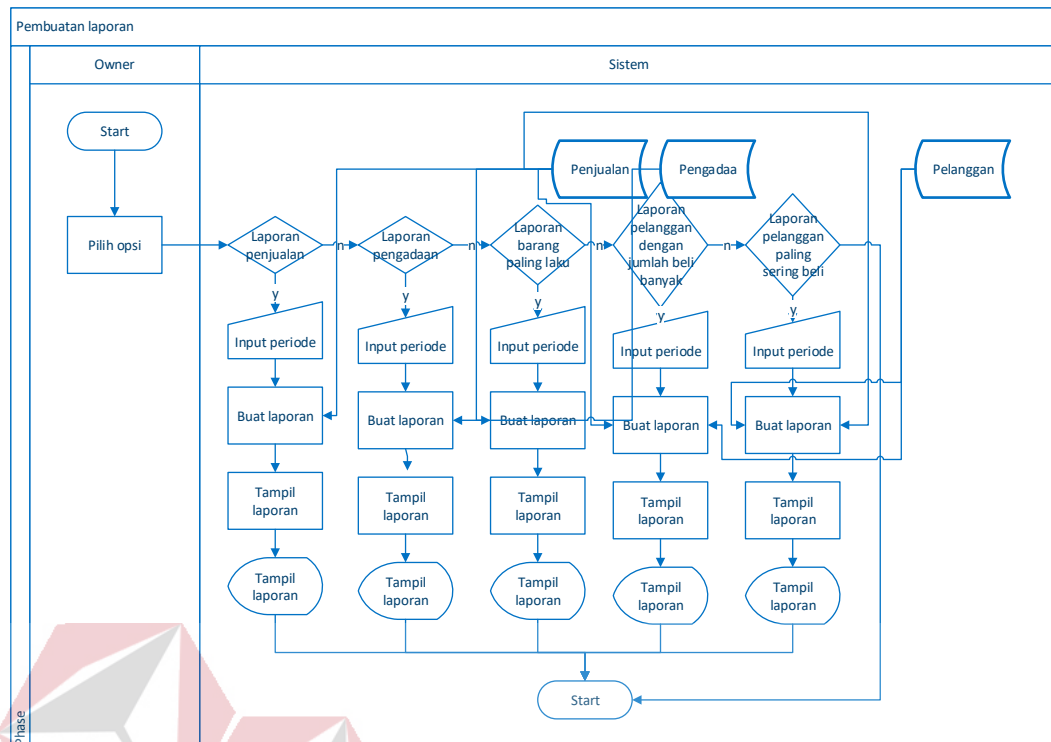 Pembuatan laporan
Owner
Sistem
Start
Penjualan
Pengadaa
Pelanggan
Pilih opsi
Laporan
penjualan
n
Laporan
pengadaan
n
Laporan
barang
paling laku
n
Laporan
pelanggan
dengan
jumlah beli
banyak
n
Laporan
pelanggan
paling
sering beli
y
y
y
y
y
Input periode
Input periode
Input periode
Input periode
Input periode
Buat laporan
Buat laporan
Buat laporan
Buat laporan
Buat laporan
Tampil
laporan
Tampil
laporan
Tampil
laporan
Tampil
laporan
Tampil
laporan
Tampil
laporan
Tampil
laporan
Tampil
laporan
Tampil
laporan
Tampil
laporan
Start
Phase